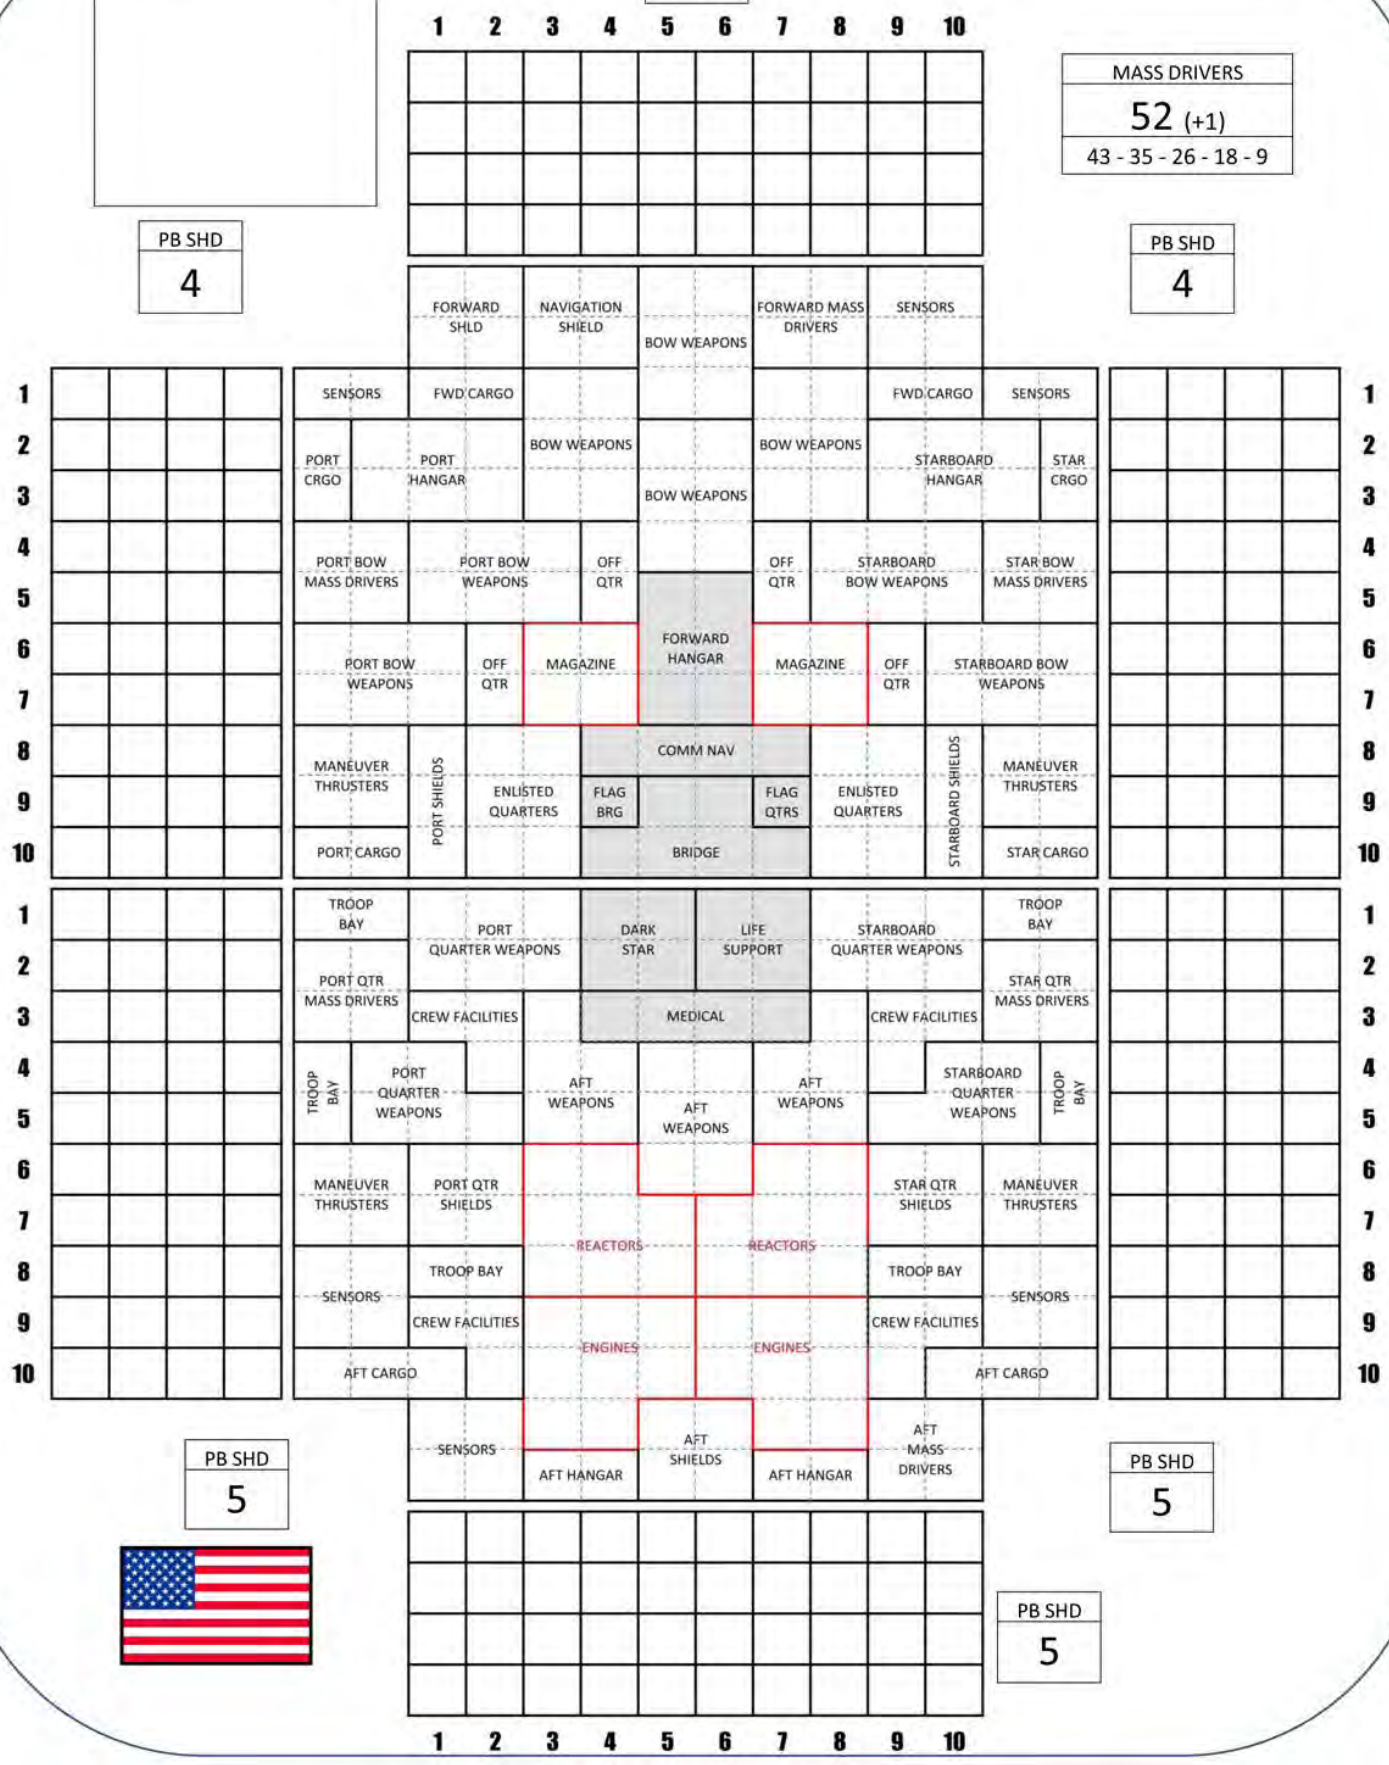 1 2 3 4 5 6 7 8 9 10
MASS DRIVERS
52 (+1)
43 - 35 - 26 - 18 - 9
PB SHD
4
PB SHD
4
FORWARD
SHLD
NAVIGATION
SHIELD
BOW WEAPONS
FORWARD MASS
DRIVERS
SENSORS
1
SENSORS
FWD CARGO
FWD CARGO
SENSORS
1
2
PORT
CRGO
PORT
HANGAR
BOW WEAPONS
BOW WEAPONS
STARBOARD
HANGAR
STAR
CRGO
2
3
BOW WEAPONS
3
4
PORT BOW
MASS DRIVERS
PORT BOW
WEAPONS
OFF
QTR
OFF
QTR
STARBOARD
BOW WEAPONS
STAR BOW
MASS DRIVERS
4
5
5
6
PORT BOW
WEAPONS
OFF
QTR
MAGAZINE
FORWARD
HANGAR
MAGAZINE
OFF
QTR
STARBOARD BOW
WEAPONS
6
7
7
8
MANEUVER
THRUSTERS
PORT SHIELDS
COMM NAV
STARBOARD SHIELDS
MANEUVER
THRUSTERS
8
9
ENLISTED
QUARTERS
FLAG
BRG
FLAG
QTRS
ENLISTED
QUARTERS
9
10
PORT CARGO
BRIDGE
STAR CARGO
10
1
TROOP
BAY
PORT
QUARTER WEAPONS
DARK
STAR
LIFE
SUPPORT
STARBOARD
QUARTER WEAPONS
TROOP
BAY
1
2
PORT QTR
MASS DRIVERS
STAR QTR
MASS DRIVERS
2
3
CREW FACILITIES
MEDICAL
CREW FACILITIES
3
4
TROOP
BAY
PORT
QUARTER
WEAPONS
AFT
WEAPONS
AFT
WEAPONS
AFT
WEAPONS
STARBOARD
QUARTER
WEAPONS
TROOP
BAY
4
5
5
6
MANEUVER
THRUSTERS
PORT QTR
SHIELDS
STAR QTR
SHIELDS
MANEUVER
THRUSTERS
6
7
REACTORS
REACTORS
7
8
TROOP BAY
TROOP BAY
8
SENSORS
SENSORS
9
CREW FACILITIES
ENGINES
ENGINES
CREW FACILITIES
9
10
AFT CARGO
AFT CARGO
10
SENSORS
AFT HANGAR
AFT
SHIELDS
AFT HANGAR
AFT
MASS
DRIVERS
PB SHD
5
PB SHD
5
PB SHD
5
1 2 3 4 5 6 7 8 9 10